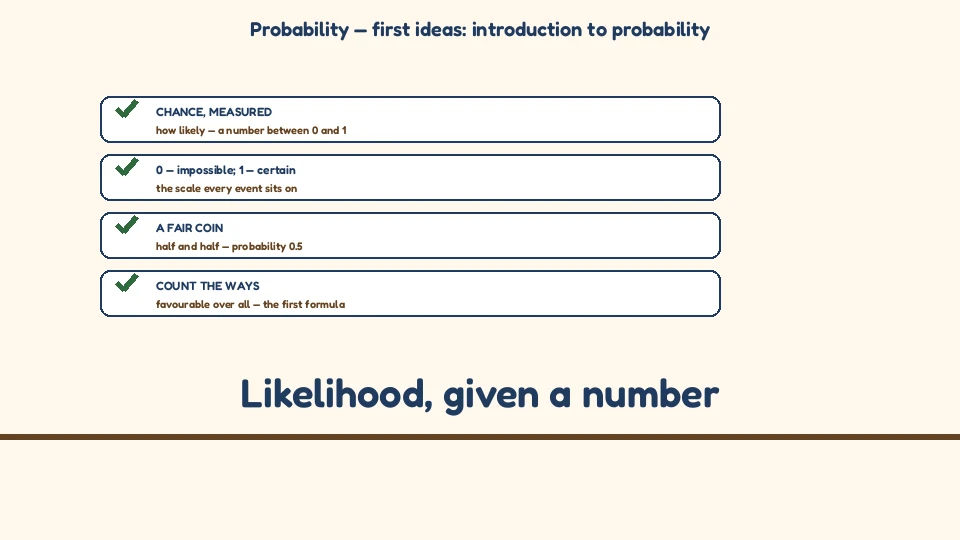 Probability — first ideas: introduction to probability
CHANCE, MEASURED
how likely — a number between 0 and 1
0 — impossible; 1 — certain
the scale every event sits on
A FAIR COIN
half and half — probability 0.5
COUNT THE WAYS
favourable over all — the first formula
Likelihood, given a number